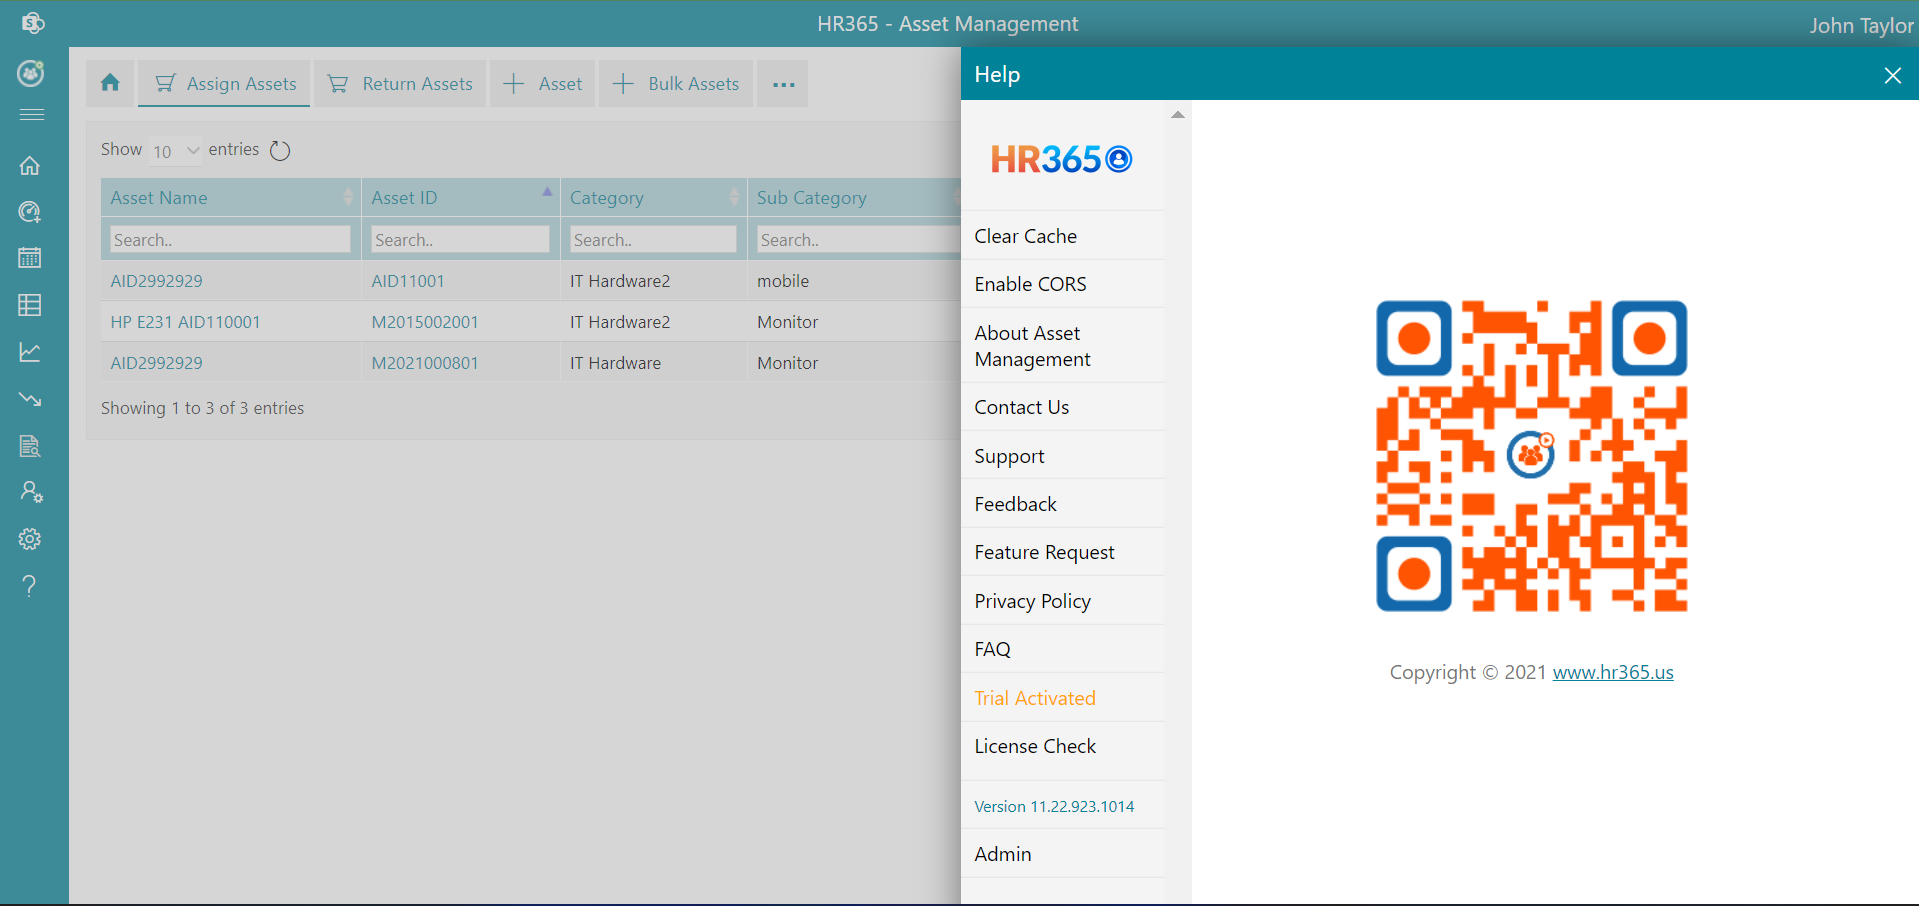 HR365 - Asset Management
John Taylor
Assign Assets
Return Assets
Asset
Bulk Assets
Show 10 entries
Asset Name Asset ID Category Sub Category
Search.. Search.. Search.. Search..
AID2992929 AID11001 IT Hardware2 mobile
HP E231 AID110001 M2015002001 IT Hardware2 Monitor
AID2992929 M2021000801 IT Hardware Monitor
Showing 1 to 3 of 3 entries
Help
HR365
Clear Cache
Enable CORS
About Asset
Management
Contact Us
Support
Feedback
Feature Request
Privacy Policy
FAQ
Trial Activated
License Check
Version 11.22.923.1014
Admin
Copyright © 2021 www.hr365.us